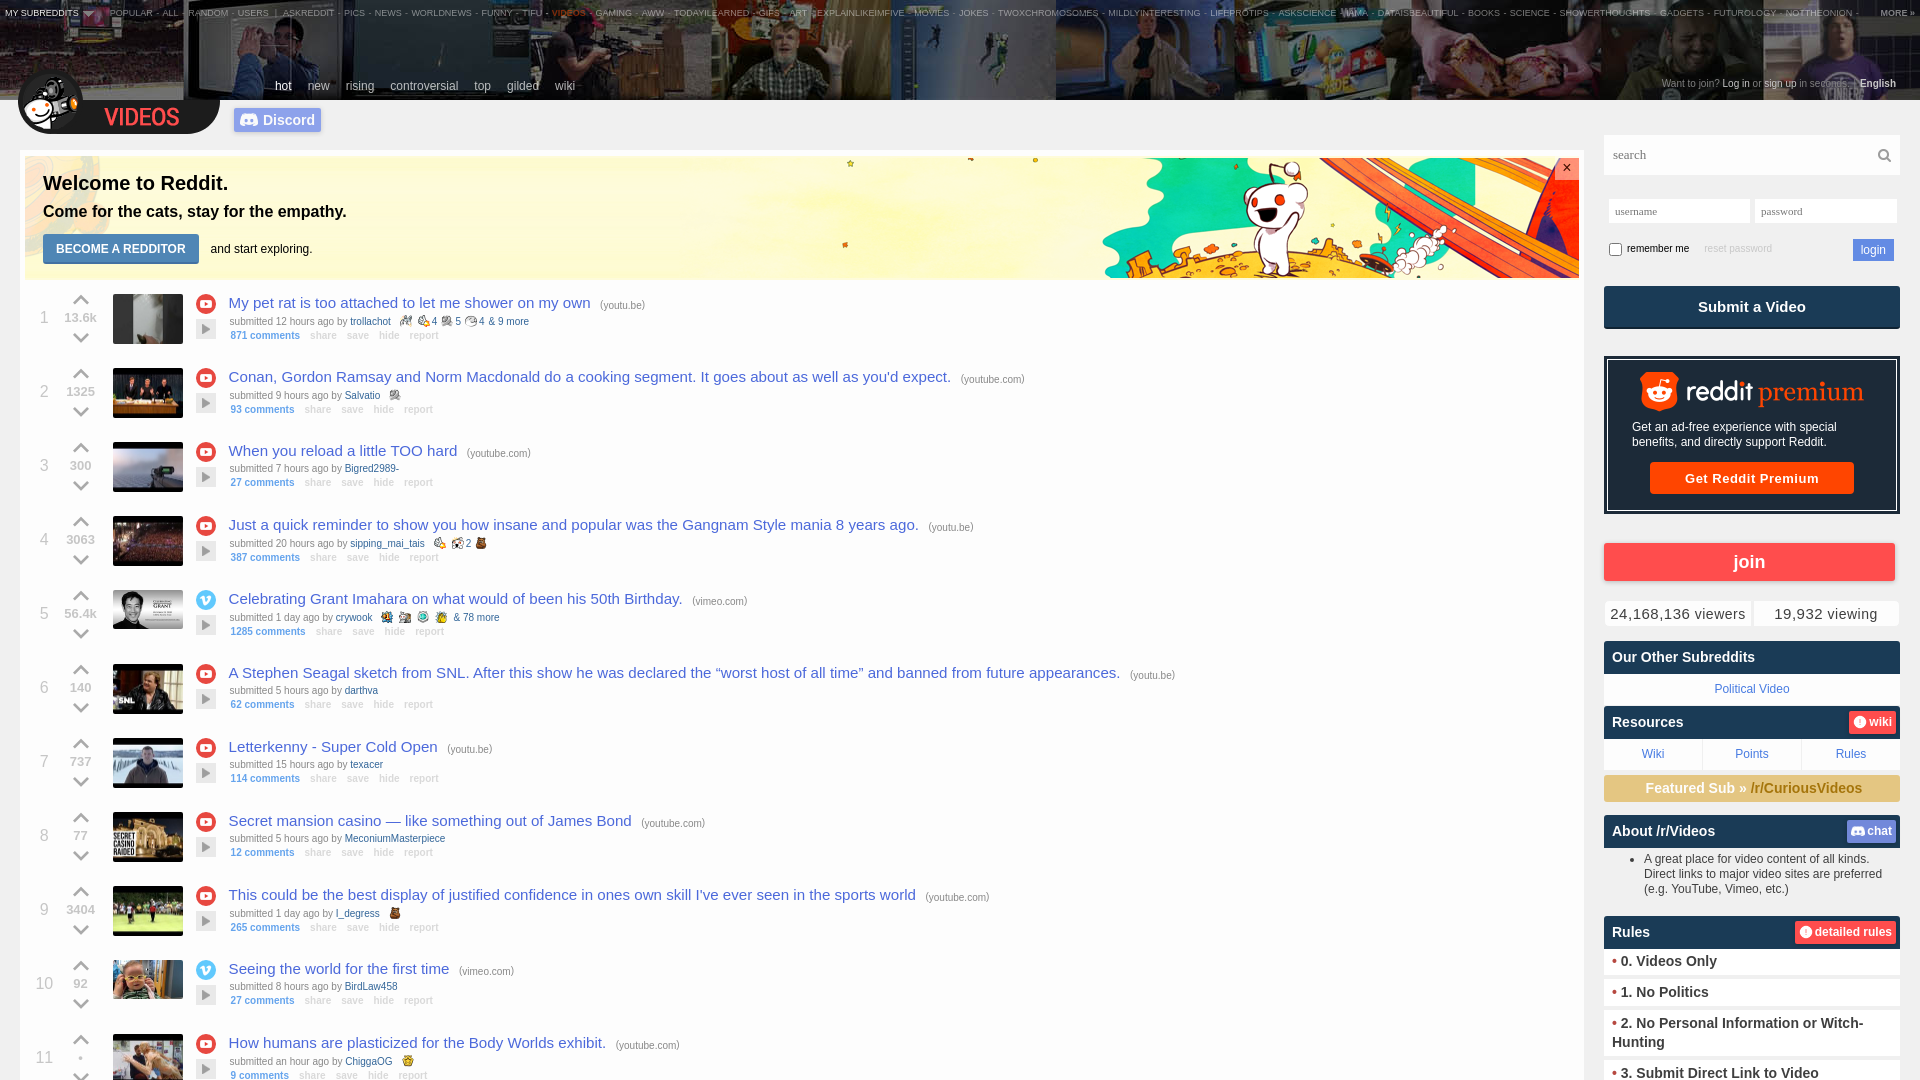 MY SUBREDDITS POPULAR - ALL - RANDOM - USERS | ASKREDDIT - PICS - NEWS - WORLDNEWS - FUNNY - TIFU - VIDEOS - GAMING - AWW - TODAYILEARNED - GIFS - ART - EXPLAINLIKEIMFIVE - MOVIES - JOKES - TWOXCHROMOSOMES - MILDLYINTERESTING - LIFEPROTIPS - ASKSCIENCE - IAMA - DATAISBEAUTIFUL - BOOKS - SCIENCE - SHOWERTHOUGHTS - GADGETS - FUTUROLOGY - NOTTHEONION - MORE »
hot new rising controversial top gilded wiki
Want to join? Log in or sign up in seconds. | English
VIDEOS
Discord
Welcome to Reddit.
Come for the cats, stay for the empathy.
BECOME A REDDITOR and start exploring.
×
1
13.6k
My pet rat is too attached to let me shower on my own (youtu.be)
submitted 12 hours ago by trollachot 4 5 4 & 9 more
871 comments share save hide report
2
1325
Conan, Gordon Ramsay and Norm Macdonald do a cooking segment. It goes about as well as you'd expect. (youtube.com)
submitted 9 hours ago by Salvatio
93 comments share save hide report
3
300
When you reload a little TOO hard (youtube.com)
submitted 7 hours ago by Bigred2989-
27 comments share save hide report
4
3063
Just a quick reminder to show you how insane and popular was the Gangnam Style mania 8 years ago. (youtu.be)
submitted 20 hours ago by sipping_mai_tais 2
387 comments share save hide report
5
56.4k
Celebrating Grant Imahara on what would of been his 50th Birthday. (vimeo.com)
submitted 1 day ago by crywook & 78 more
1285 comments share save hide report
GRANT
6
140
A Stephen Seagal sketch from SNL. After this show he was declared the “worst host of all time” and banned from future appearances. (youtu.be)
submitted 5 hours ago by darthva
62 comments share save hide report
SNL
7
737
Letterkenny - Super Cold Open (youtu.be)
submitted 15 hours ago by texacer
114 comments share save hide report
8
77
Secret mansion casino — like something out of James Bond (youtube.com)
submitted 5 hours ago by MeconiumMasterpiece
12 comments share save hide report
SECRET
CASINO
RAIDED
9
3404
This could be the best display of justified confidence in ones own skill I've ever seen in the sports world (youtube.com)
submitted 1 day ago by I_degress
265 comments share save hide report
10
92
Seeing the world for the first time (vimeo.com)
submitted 8 hours ago by BirdLaw458
27 comments share save hide report
11
•
How humans are plasticized for the Body Worlds exhibit. (youtube.com)
submitted an hour ago by ChiggaOG
9 comments share save hide report
search
username password
remember me reset password login
Submit a Video
reddit premium
Get an ad-free experience with special
benefits, and directly support Reddit.
Get Reddit Premium
join
24,168,136 viewers 19,932 viewing
Our Other Subreddits
Political Video
Resources wiki
Wiki Points Rules
Featured Sub » /r/CuriousVideos
About /r/Videos chat
• A great place for video content of all kinds.
Direct links to major video sites are preferred
(e.g. YouTube, Vimeo, etc.)
Rules detailed rules
• 0. Videos Only
• 1. No Politics
• 2. No Personal Information or Witch-
Hunting
• 3. Submit Direct Link to Video